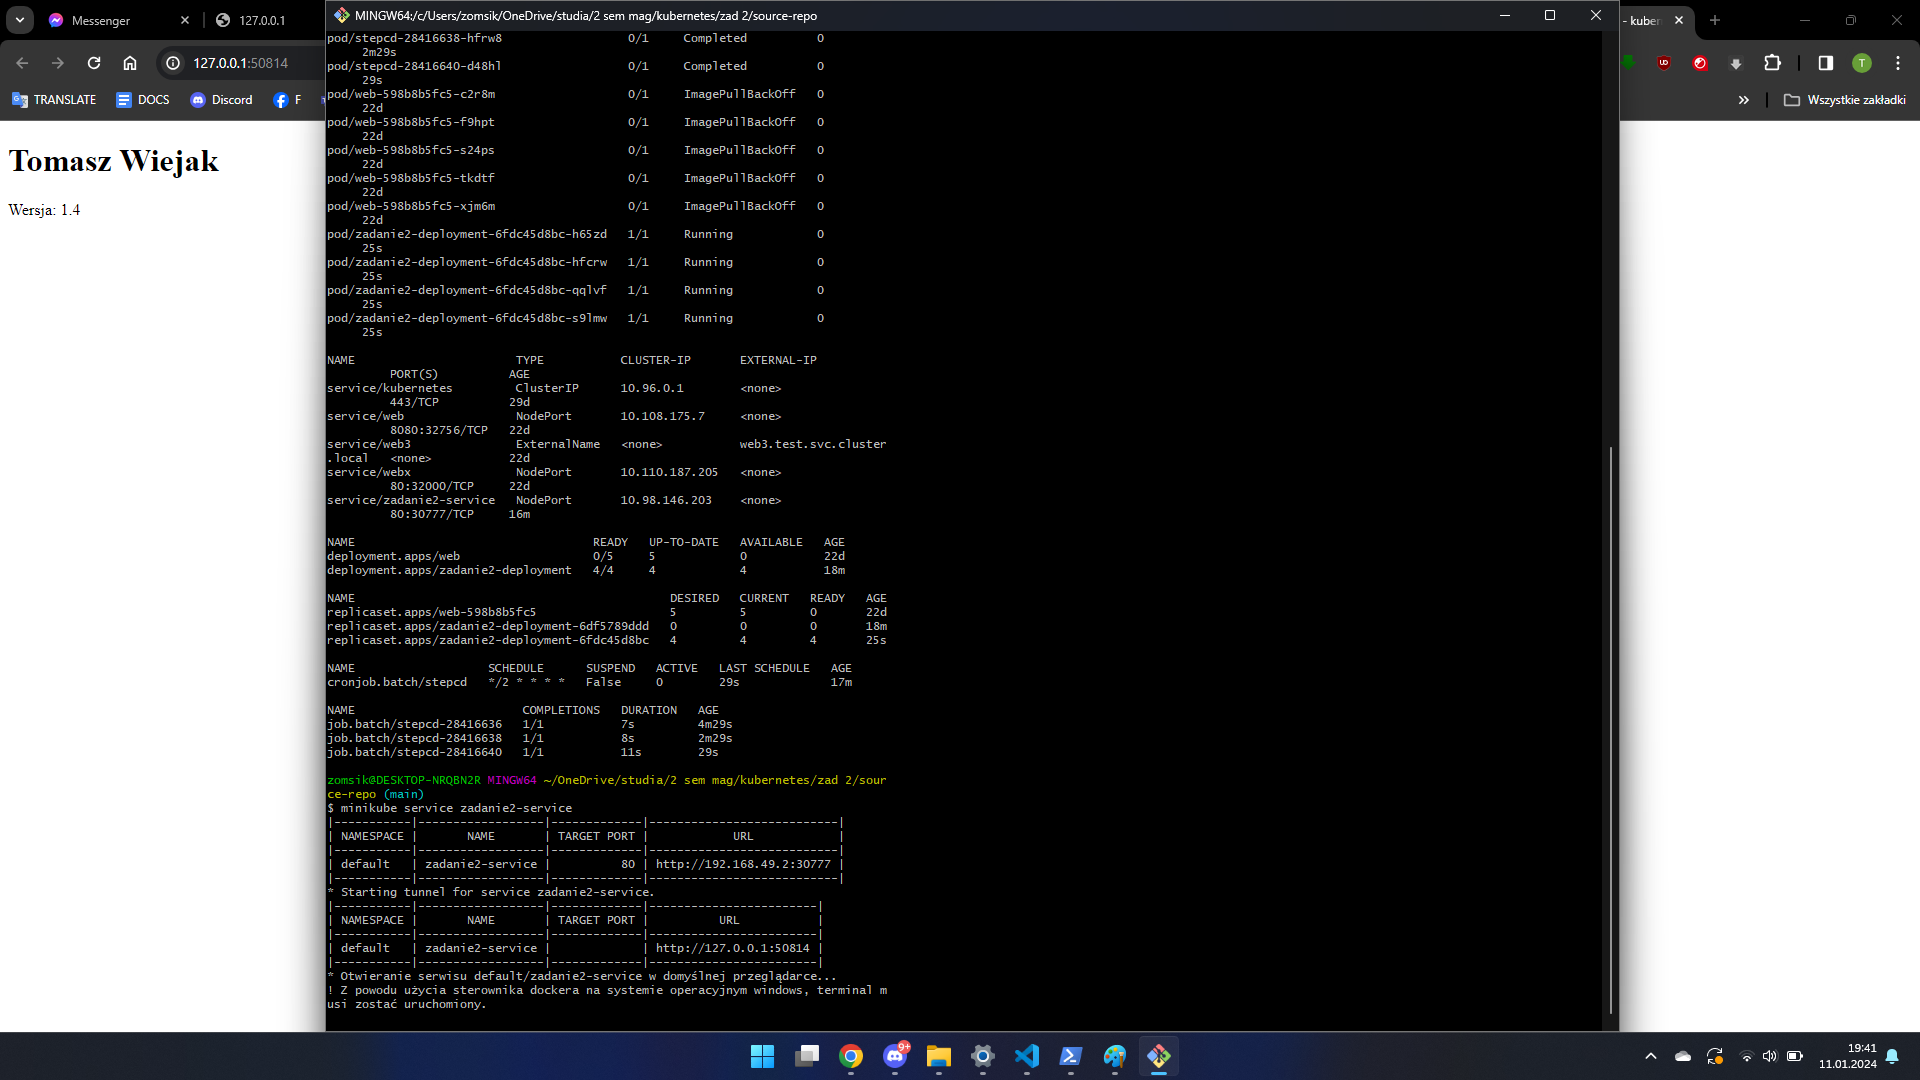 Messenger
127.0.0.1
MINGW64:/c/Users/zomsik/OneDrive/studia/2 sem mag/kubernetes/zad 2/source-repo
- kuber
127.0.0.1:50814
UD
T
TRANSLATE
DOCS
Discord
F
Wszystkie zakładki
Tomasz Wiejak
Wersja: 1.4
pod/stepcd-28416638-hfrw8 0/1 Completed 0
2m29s
pod/stepcd-28416640-d48hl 0/1 Completed 0
29s
pod/web-598b8b5fc5-c2r8m 0/1 ImagePullBackOff 0
22d
pod/web-598b8b5fc5-f9hpt 0/1 ImagePullBackOff 0
22d
pod/web-598b8b5fc5-s24ps 0/1 ImagePullBackOff 0
22d
pod/web-598b8b5fc5-tkdtf 0/1 ImagePullBackOff 0
22d
pod/web-598b8b5fc5-xjm6m 0/1 ImagePullBackOff 0
22d
pod/zadanie2-deployment-6fdc45d8bc-h65zd 1/1 Running 0
25s
pod/zadanie2-deployment-6fdc45d8bc-hfcrw 1/1 Running 0
25s
pod/zadanie2-deployment-6fdc45d8bc-qqlvf 1/1 Running 0
25s
pod/zadanie2-deployment-6fdc45d8bc-s9lmw 1/1 Running 0
25s
NAME TYPE CLUSTER-IP EXTERNAL-IP
PORT(S) AGE
service/kubernetes ClusterIP 10.96.0.1 <none>
443/TCP 29d
service/web NodePort 10.108.175.7 <none>
8080:32756/TCP 22d
service/web3 ExternalName <none> web3.test.svc.cluster
.local <none> 22d
service/webx NodePort 10.110.187.205 <none>
80:32000/TCP 22d
service/zadanie2-service NodePort 10.98.146.203 <none>
80:30777/TCP 16m
NAME READY UP-TO-DATE AVAILABLE AGE
deployment.apps/web 0/5 5 0 22d
deployment.apps/zadanie2-deployment 4/4 4 4 18m
NAME DESIRED CURRENT READY AGE
replicaset.apps/web-598b8b5fc5 5 5 0 22d
replicaset.apps/zadanie2-deployment-6df5789ddd 0 0 0 18m
replicaset.apps/zadanie2-deployment-6fdc45d8bc 4 4 4 25s
NAME SCHEDULE SUSPEND ACTIVE LAST SCHEDULE AGE
cronjob.batch/stepcd */2 * * * * False 0 29s 17m
NAME COMPLETIONS DURATION AGE
job.batch/stepcd-28416636 1/1 7s 4m29s
job.batch/stepcd-28416638 1/1 8s 2m29s
job.batch/stepcd-28416640 1/1 11s 29s
zomsik@DESKTOP-NRQBN2R MINGW64 ~/OneDrive/studia/2 sem mag/kubernetes/zad 2/sour
ce-repo (main)
$ minikube service zadanie2-service
|-----------|------------------|-------------|---------------------------|
| NAMESPACE | NAME | TARGET PORT | URL |
|-----------|------------------|-------------|---------------------------|
| default | zadanie2-service | 80 | http://192.168.49.2:30777 |
|-----------|------------------|-------------|---------------------------|
* Starting tunnel for service zadanie2-service.
|-----------|------------------|-------------|------------------------|
| NAMESPACE | NAME | TARGET PORT | URL |
|-----------|------------------|-------------|------------------------|
| default | zadanie2-service | | http://127.0.0.1:50814 |
|-----------|------------------|-------------|------------------------|
* Otwieranie serwisu default/zadanie2-service w domyślnej przeglądarce...
! Z powodu użycia sterownika dockera na systemie operacyjnym windows, terminal m
usi zostać uruchomiony.
9+
19:41
11.01.2024